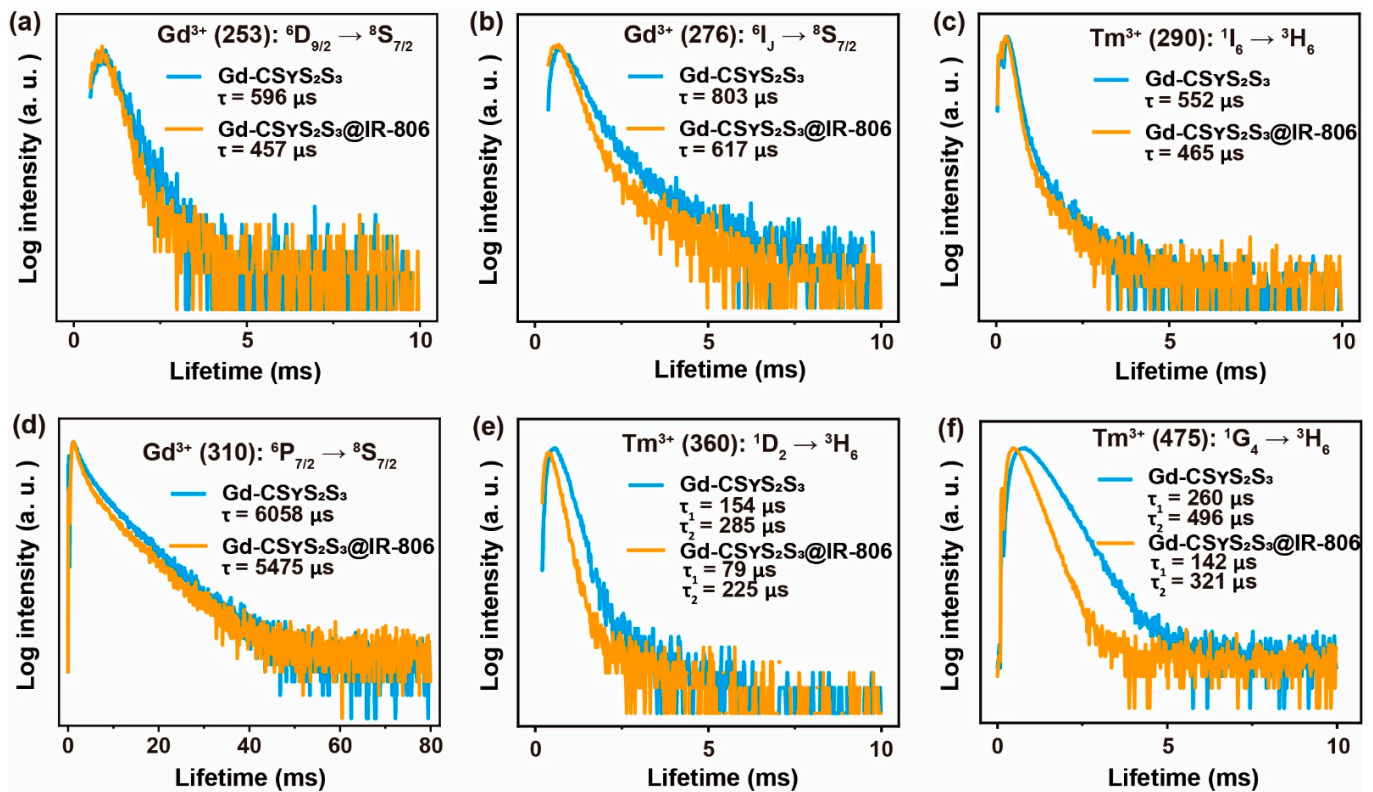 (a)
Gd³⁺ (253): ⁶D₉/₂ → ⁸S₇/₂
Gd-CSYS₂S₃
τ = 596 µs
Gd-CSYS₂S₃@IR-806
τ = 457 µs
Log intensity (a. u. )
0
5
10
Lifetime (ms)
(b)
Gd³⁺ (276): ⁶I_J → ⁸S₇/₂
Gd-CSYS₂S₃
τ = 803 µs
Gd-CSYS₂S₃@IR-806
τ = 617 µs
Log intensity (a. u. )
0
5
10
Lifetime (ms)
(c)
Tm³⁺ (290): ¹I₆ → ³H₆
Gd-CSYS₂S₃
τ = 552 µs
Gd-CSYS₂S₃@IR-806
τ = 465 µs
Log intensity (a. u. )
0
5
10
Lifetime (ms)
(d)
Gd³⁺ (310): ⁶P₇/₂ → ⁸S₇/₂
Gd-CSYS₂S₃
τ = 6058 µs
Gd-CSYS₂S₃@IR-806
τ = 5475 µs
Log intensity (a. u. )
0
20
40
60
80
Lifetime (ms)
(e)
Tm³⁺ (360): ¹D₂ → ³H₆
Gd-CSYS₂S₃
τ₁ = 154 µs
τ₂ = 285 µs
Gd-CSYS₂S₃@IR-806
τ₁ = 79 µs
τ₂ = 225 µs
Log intensity (a. u. )
0
5
10
Lifetime (ms)
(f)
Tm³⁺ (475): ¹G₄ → ³H₆
Gd-CSYS₂S₃
τ₁ = 260 µs
τ₂ = 496 µs
Gd-CSYS₂S₃@IR-806
τ₁ = 142 µs
τ₂ = 321 µs
Log intensity (a. u. )
0
5
10
Lifetime (ms)